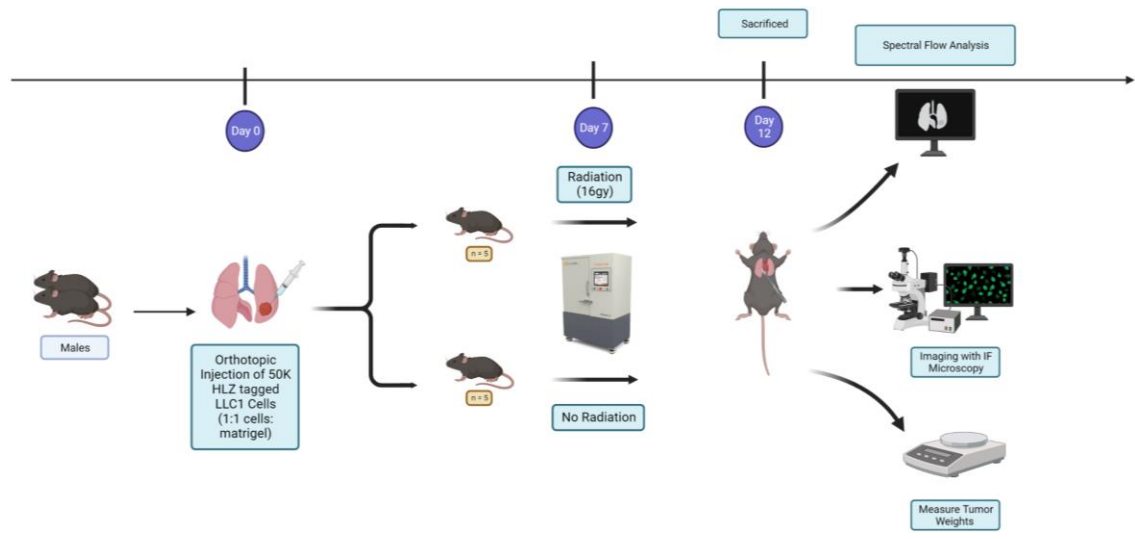 Sacrificed
Spectral Flow Analysis
Day 0
Day 7
Day
12
Radiation
(16gy)
n = 5
Males
Orthotopic
Injection of 50K
HLZ tagged
LLC1 Cells
(1:1 cells:
matrigel)
n = 5
No Radiation
Imaging with IF
Microscopy
Measure Tumor
Weights